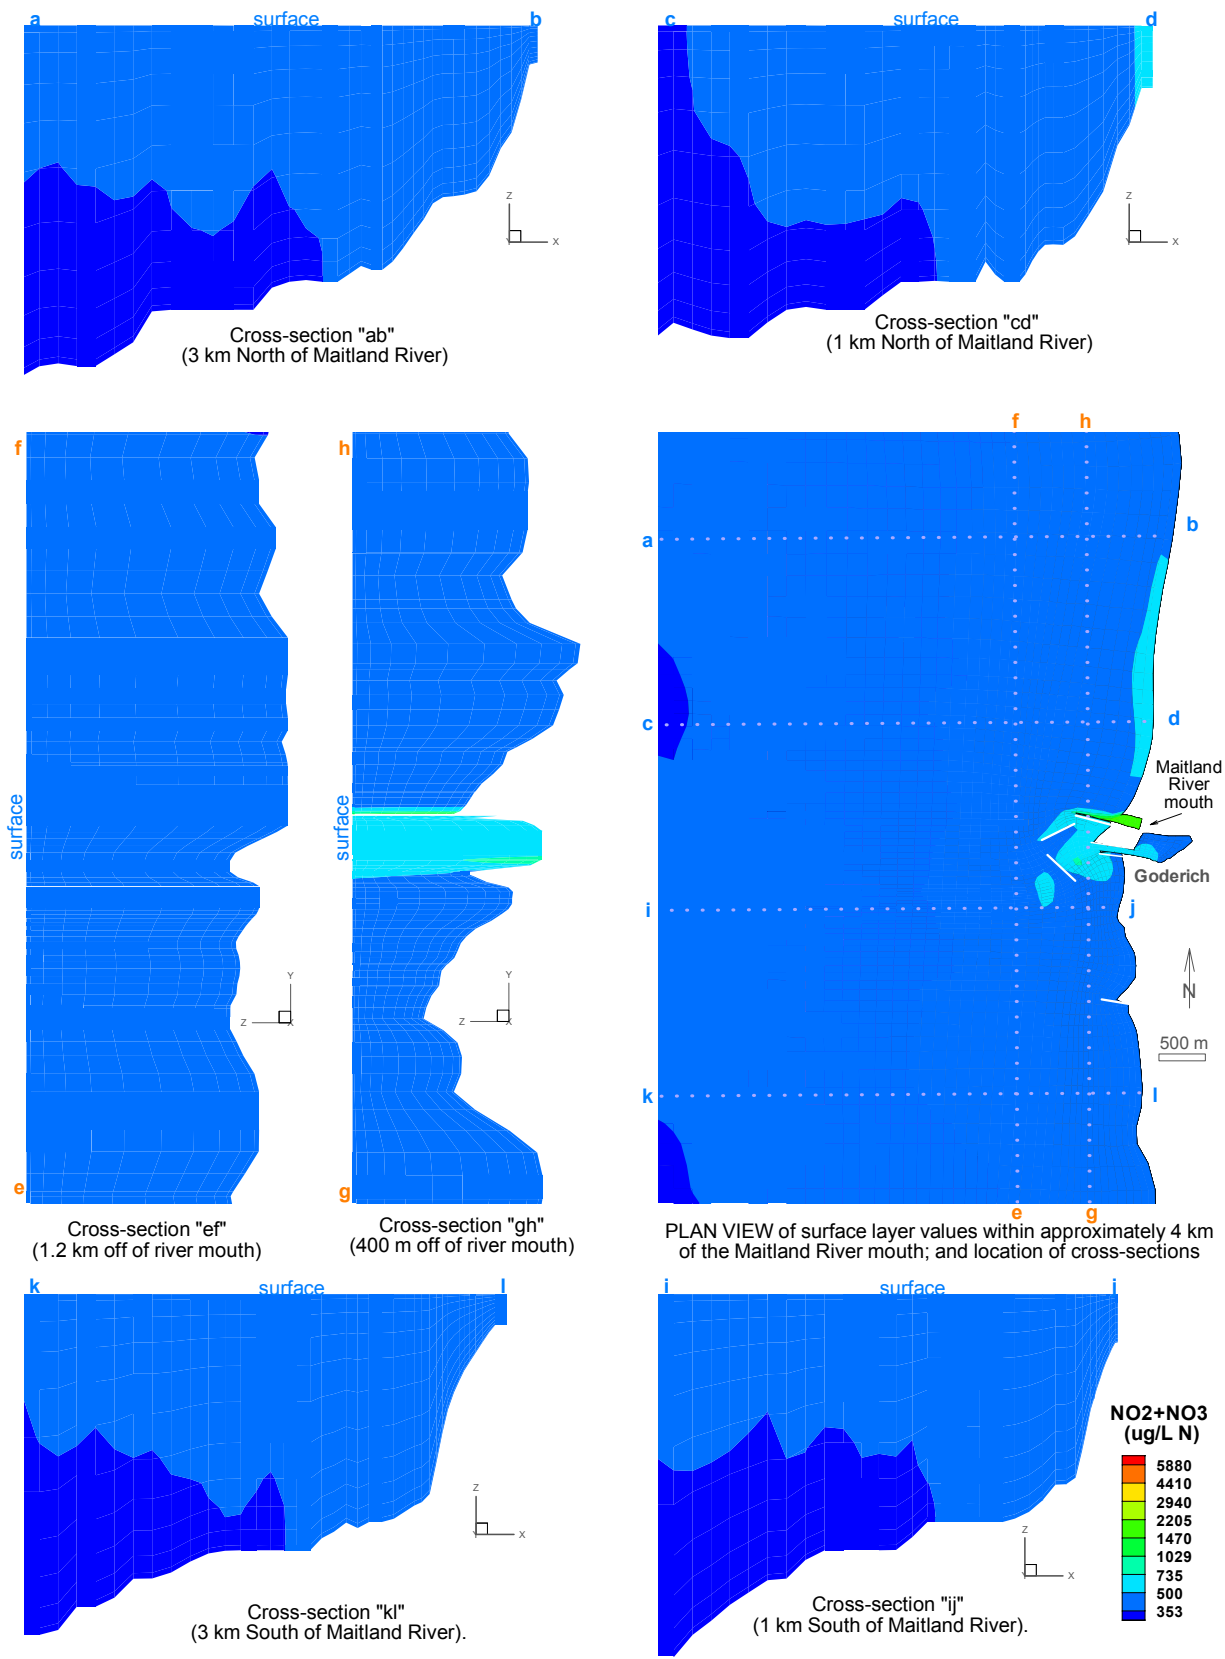 a surface b
Z
Y X
Cross-section "ab"
(3 km North of Maitland River)
c surface d
Z
Y X
Cross-section "cd"
(1 km North of Maitland River)
f
surface
e
Y
Z X
Cross-section "ef"
(1.2 km off of river mouth)
h
surface
g
Y
Z X
Cross-section "gh"
(400 m off of river mouth)
f h
a b
c d
Maitland
River
mouth
Goderich
i j
N
500 m
k l
e g
PLAN VIEW of surface layer values within approximately 4 km
of the Maitland River mouth; and location of cross-sections
k surface l
Z
Y X
Cross-section "kl"
(3 km South of Maitland River).
i surface j
Z
Y X
Cross-section "ij"
(1 km South of Maitland River).
NO2+NO3
(ug/L N)
5880
4410
2940
2205
1470
1029
735
500
353